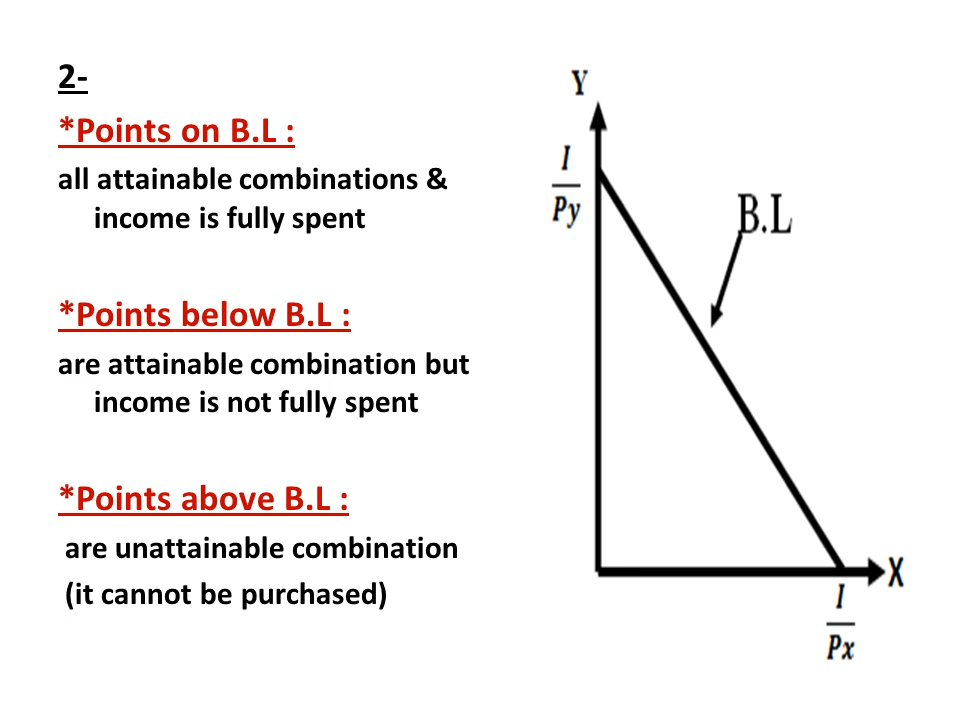 2-
*Points on B.L :
all attainable combinations &
income is fully spent
*Points below B.L :
are attainable combination but
income is not fully spent
*Points above B.L :
are unattainable combination
(it cannot be purchased)
Y
I
Py
B.L
X
I
Px